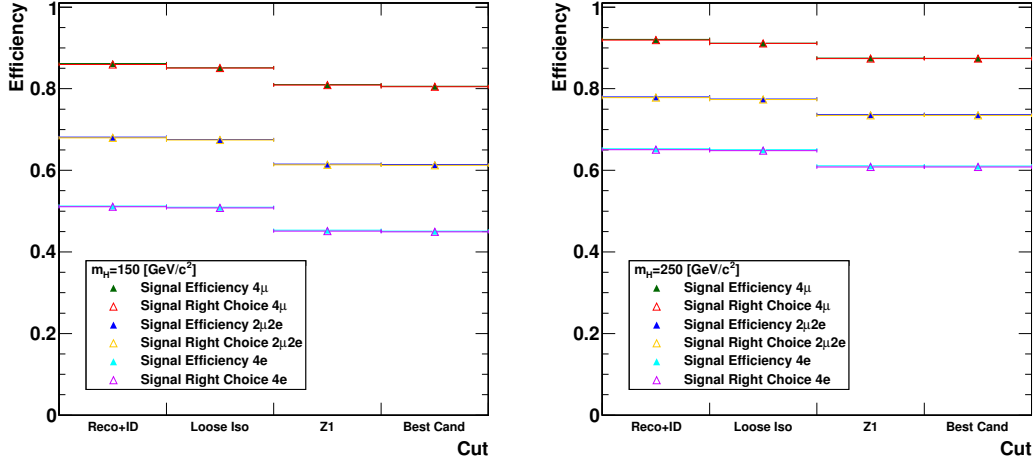 Efficiency
1
0.8
0.6
0.4
0.2
0
m_H=150 [GeV/c²]
Signal Efficiency 4μ
Signal Right Choice 4μ
Signal Efficiency 2μ2e
Signal Right Choice 2μ2e
Signal Efficiency 4e
Signal Right Choice 4e
Reco+ID Loose Iso Z1 Best Cand
Cut
Efficiency
1
0.8
0.6
0.4
0.2
0
m_H=250 [GeV/c²]
Signal Efficiency 4μ
Signal Right Choice 4μ
Signal Efficiency 2μ2e
Signal Right Choice 2μ2e
Signal Efficiency 4e
Signal Right Choice 4e
Reco+ID Loose Iso Z1 Best Cand
Cut